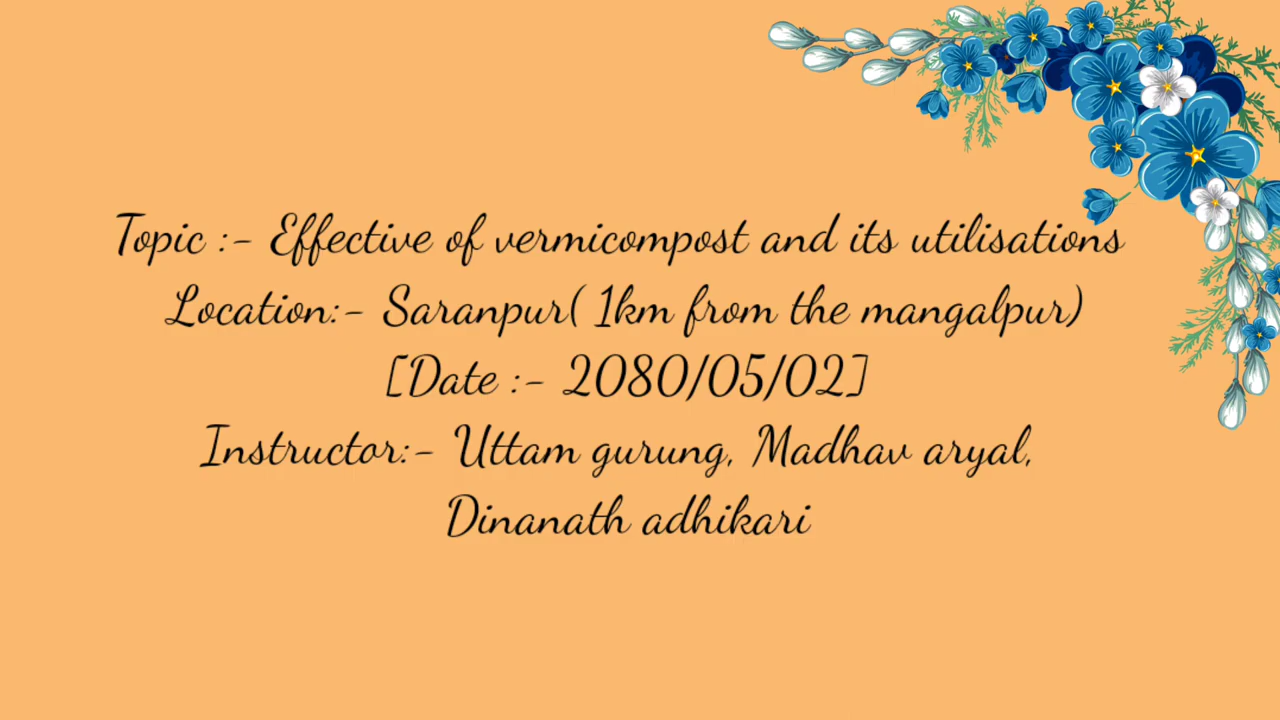 Topic :- Effective of vermicompost and its utilisations
Location:- Saranpur( 1km from the mangalpur)
[Date :- 2080/05/02]
Instructor:- Uttam gurung, Madhav aryal,
Dinanath adhikari